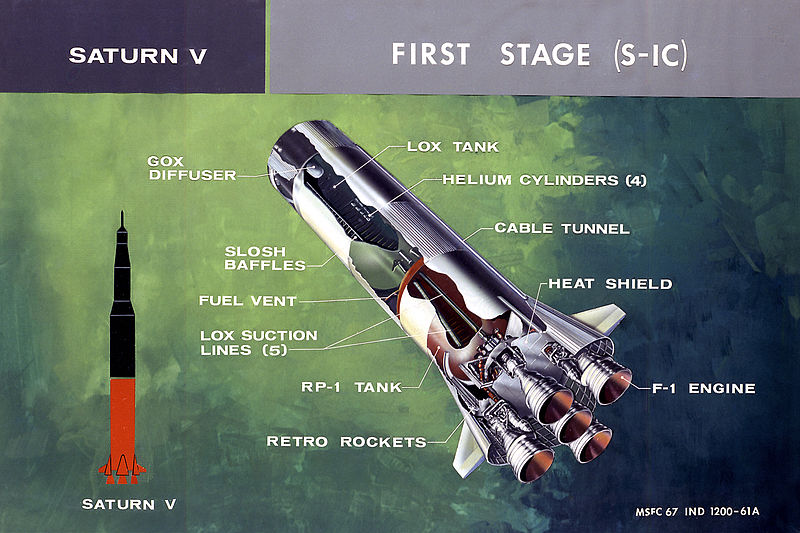 SATURN V
FIRST STAGE (S-IC)
GOX
DIFFUSER
LOX TANK
HELIUM CYLINDERS (4)
CABLE TUNNEL
SLOSH
BAFFLES
HEAT SHIELD
FUEL VENT
LOX SUCTION
LINES (5)
RP-1 TANK
F-1 ENGINE
RETRO ROCKETS
SATURN V
MSFC 67 IND 1200-61A